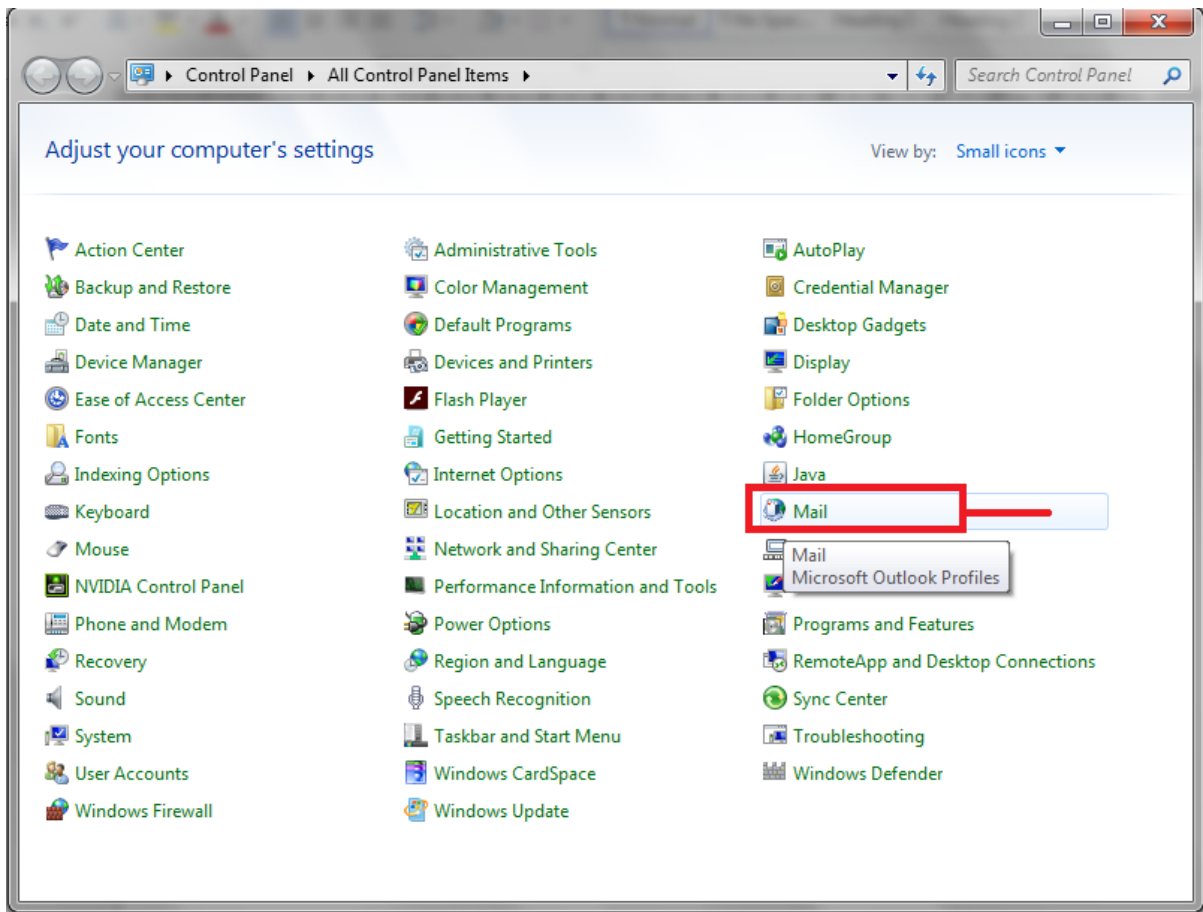 Control Panel All Control Panel Items
Search Control Panel
Adjust your computer's settings
View by: Small icons
Action Center
Administrative Tools
AutoPlay
Backup and Restore
Color Management
Credential Manager
Date and Time
Default Programs
Desktop Gadgets
Device Manager
Devices and Printers
Display
Ease of Access Center
Flash Player
Folder Options
Fonts
Getting Started
HomeGroup
Indexing Options
Internet Options
Java
Keyboard
Location and Other Sensors
Mail
Mouse
Network and Sharing Center
Mail
Microsoft Outlook Profiles
NVIDIA Control Panel
Performance Information and Tools
Phone and Modem
Power Options
Programs and Features
Recovery
Region and Language
RemoteApp and Desktop Connections
Sound
Speech Recognition
Sync Center
System
Taskbar and Start Menu
Troubleshooting
User Accounts
Windows CardSpace
Windows Defender
Windows Firewall
Windows Update